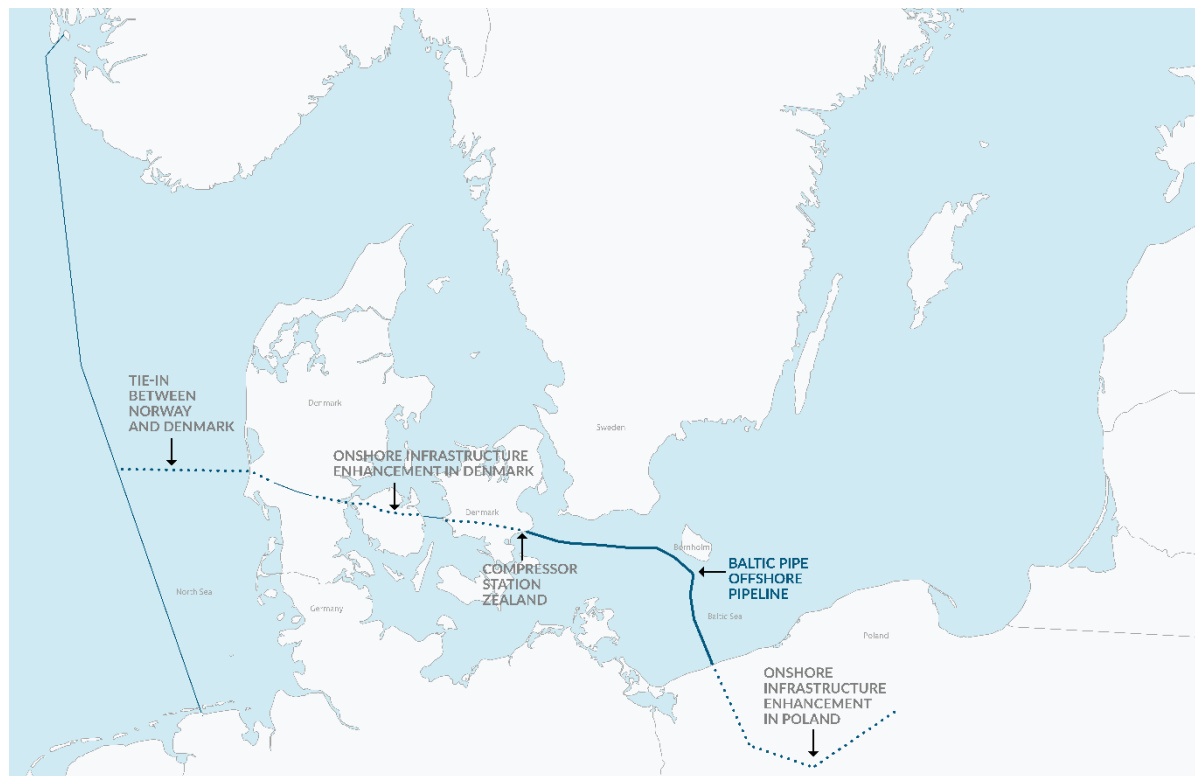 TIE-IN
BETWEEN
NORWAY
AND DENMARK
Denmark
Sweden
ONSHORE INFRASTRUCTURE
ENHANCEMENT IN DENMARK
Denmark
Bornholm
COMPRESSOR
STATION
ZEALAND
BALTIC PIPE
OFFSHORE
PIPELINE
North Sea
Germany
Baltic See
Poland
ONSHORE
INFRASTRUCTURE
ENHANCEMENT
IN POLAND